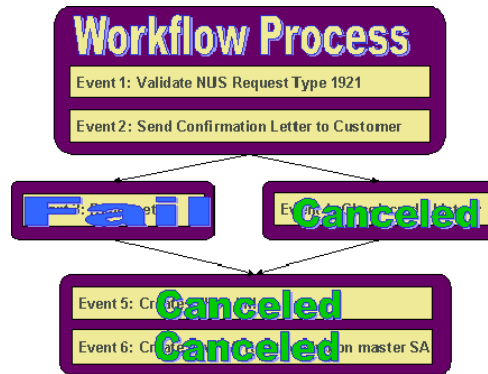 Workflow Process
Event 1: Validate NUS Request Type 1921
Event 2: Send Confirmation Letter to Customer
Fail
Canceled
Event 5: Canceled
Event 6: Canceled on master SA